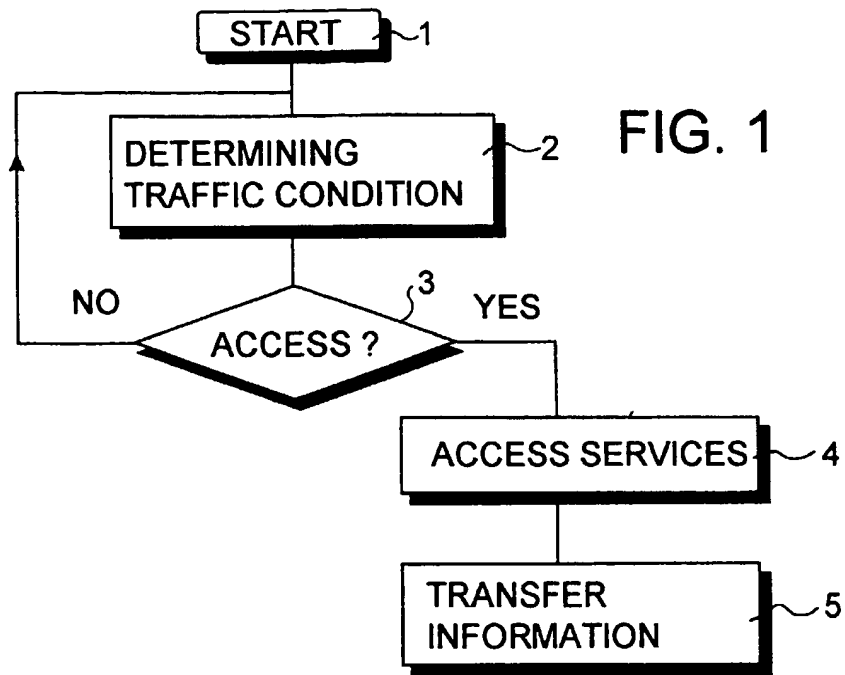 START
1
FIG. 1
DETERMINING
TRAFFIC CONDITION
2
NO
3
YES
ACCESS ?
ACCESS SERVICES
4
TRANSFER
INFORMATION
5